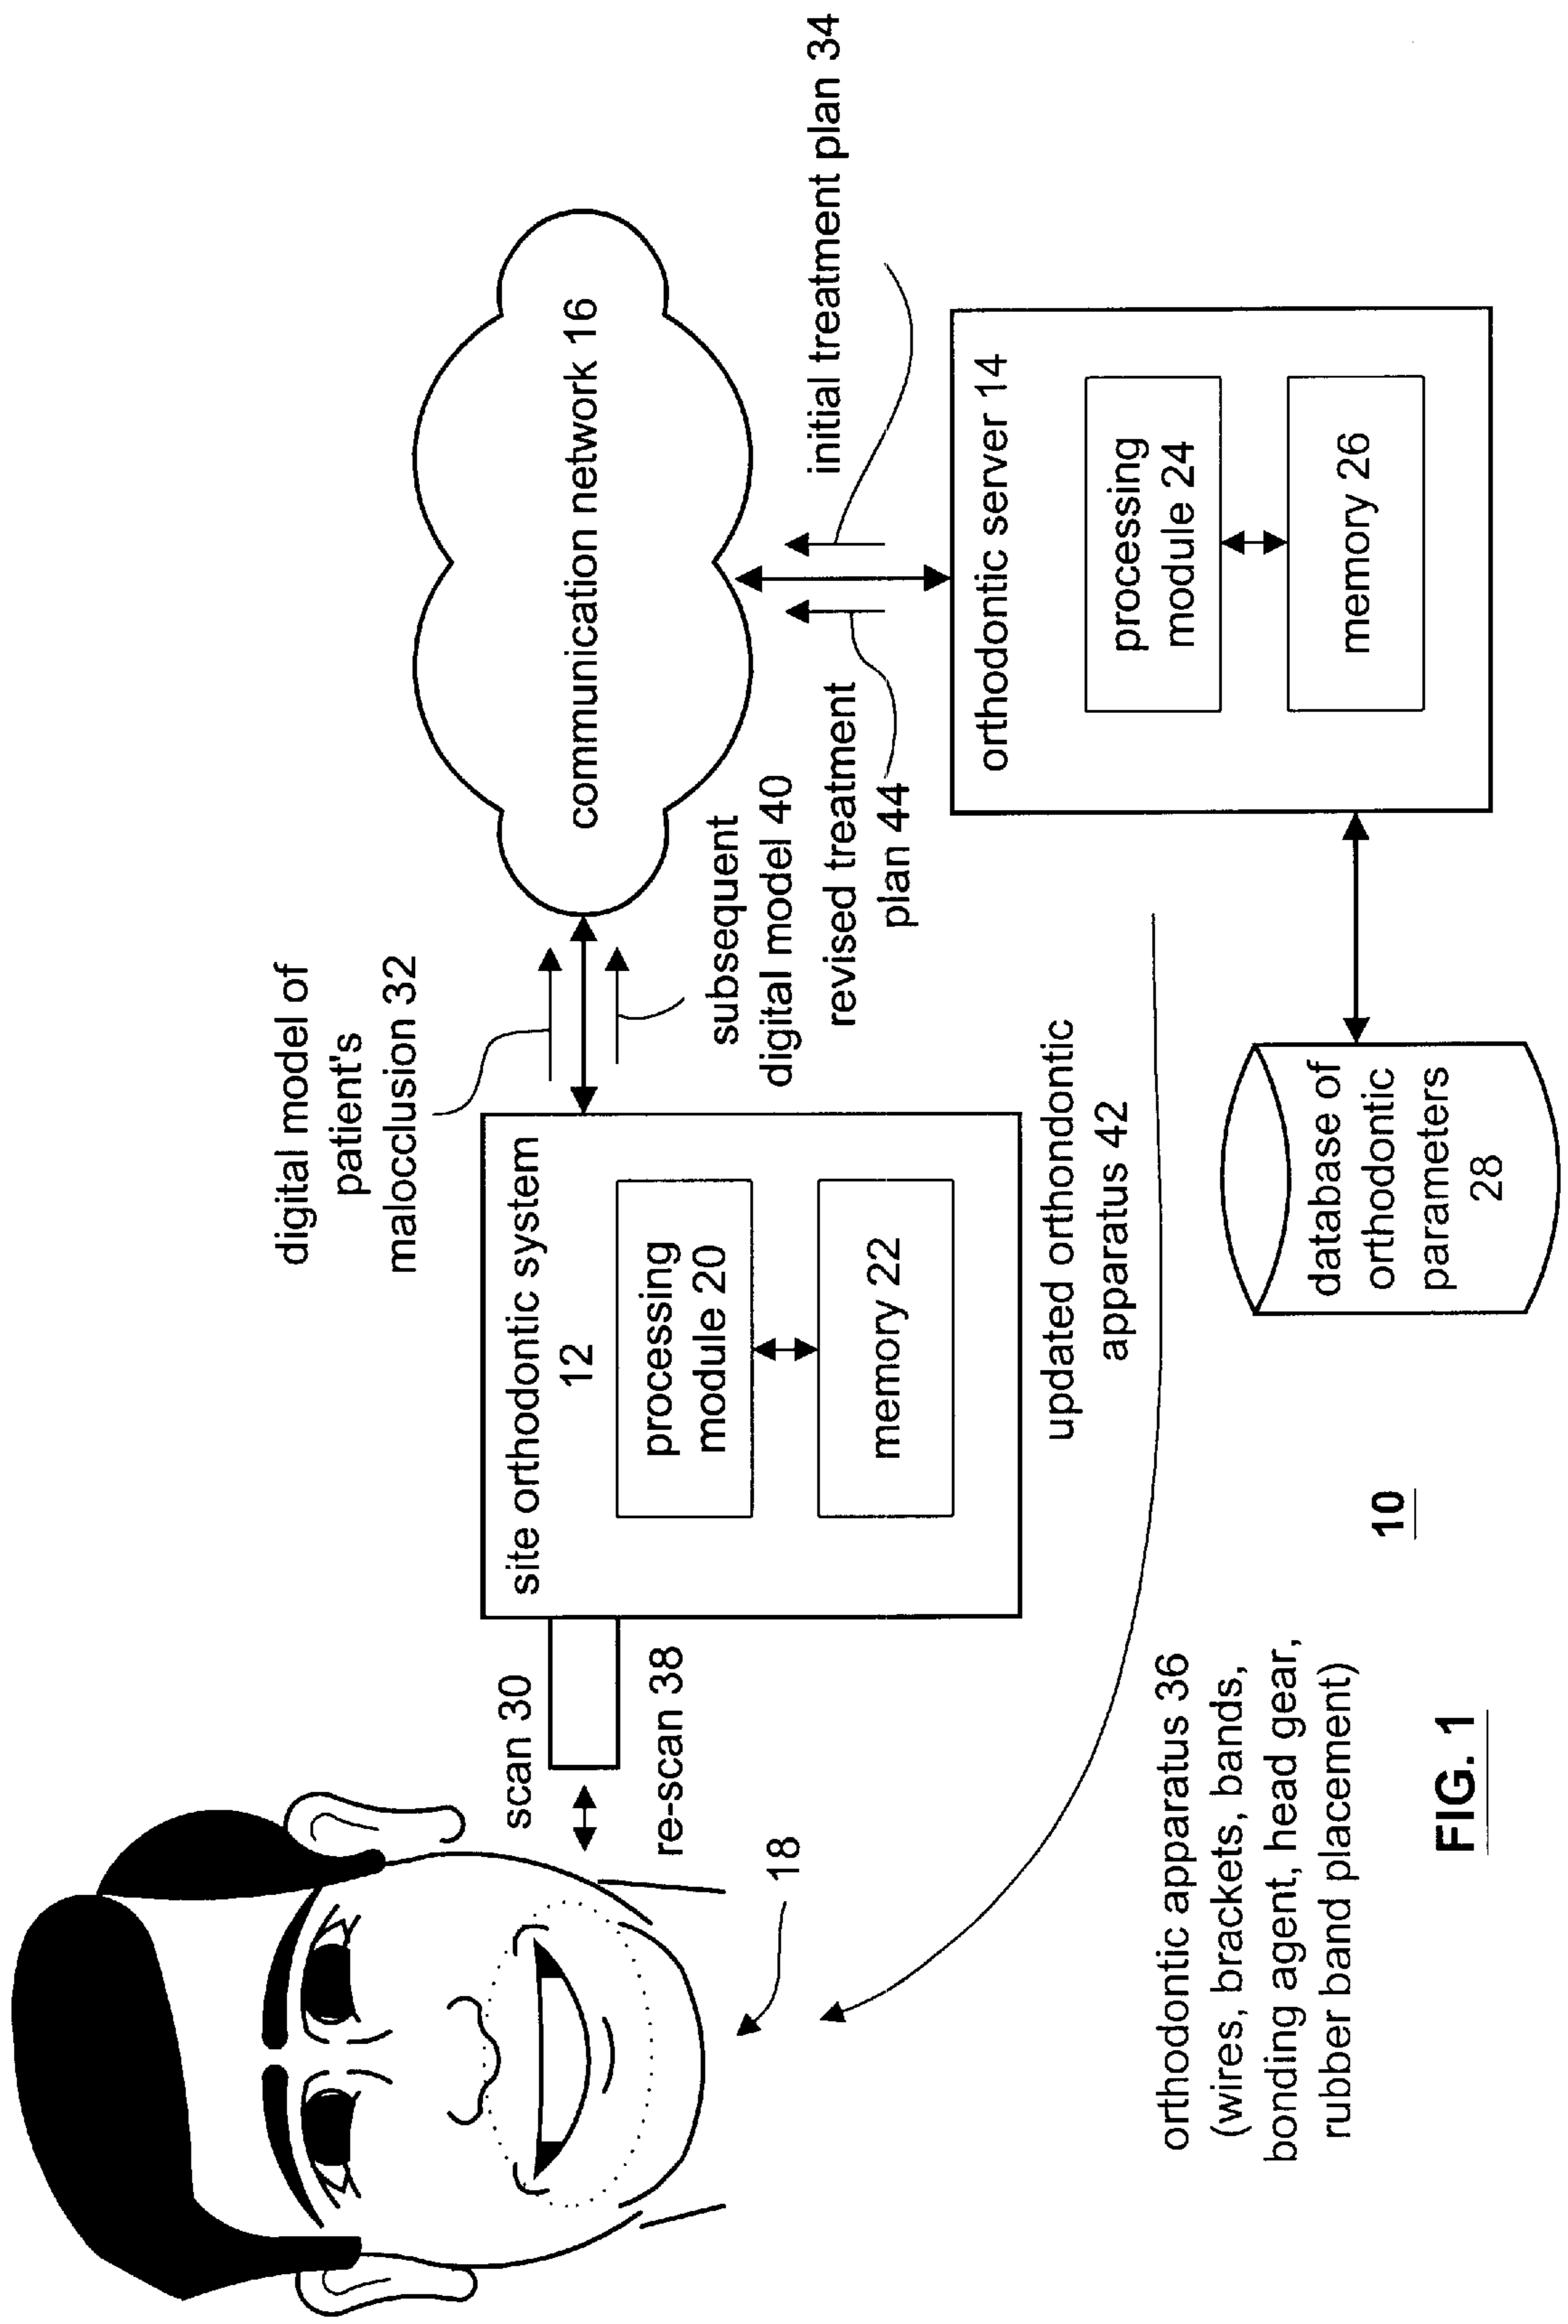 digital model of
patient's
malocclusion 32
scan 30
re-scan 38
site orthodontic system
12
processing
module 20
memory 22
communication network 16
subsequent
digital model 40
revised treatment
plan 44
initial treatment plan 34
18
updated orthondontic
apparatus 42
orthodontic server 14
processing
module 24
memory 26
orthodontic apparatus 36
(wires, brackets, bands,
bonding agent, head gear,
rubber band placement)
database of
orthodontic
parameters
28
10
FIG. 1